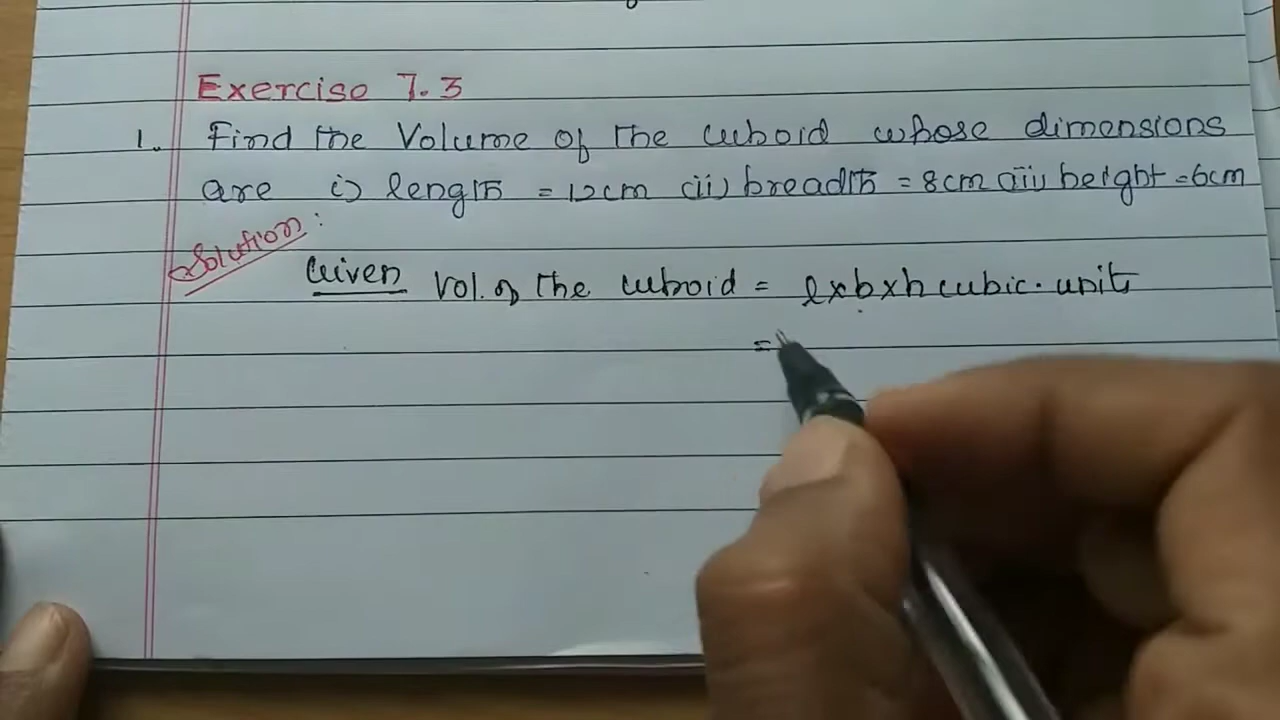 Exercise 7.3
1. Find the Volume of the cuboid whose dimensions
are i) length = 12cm (ii) breadth = 8cm (iii) height = 6cm
Solution:
Given Vol. of the cuboid = l×b×h cubic. unit
=